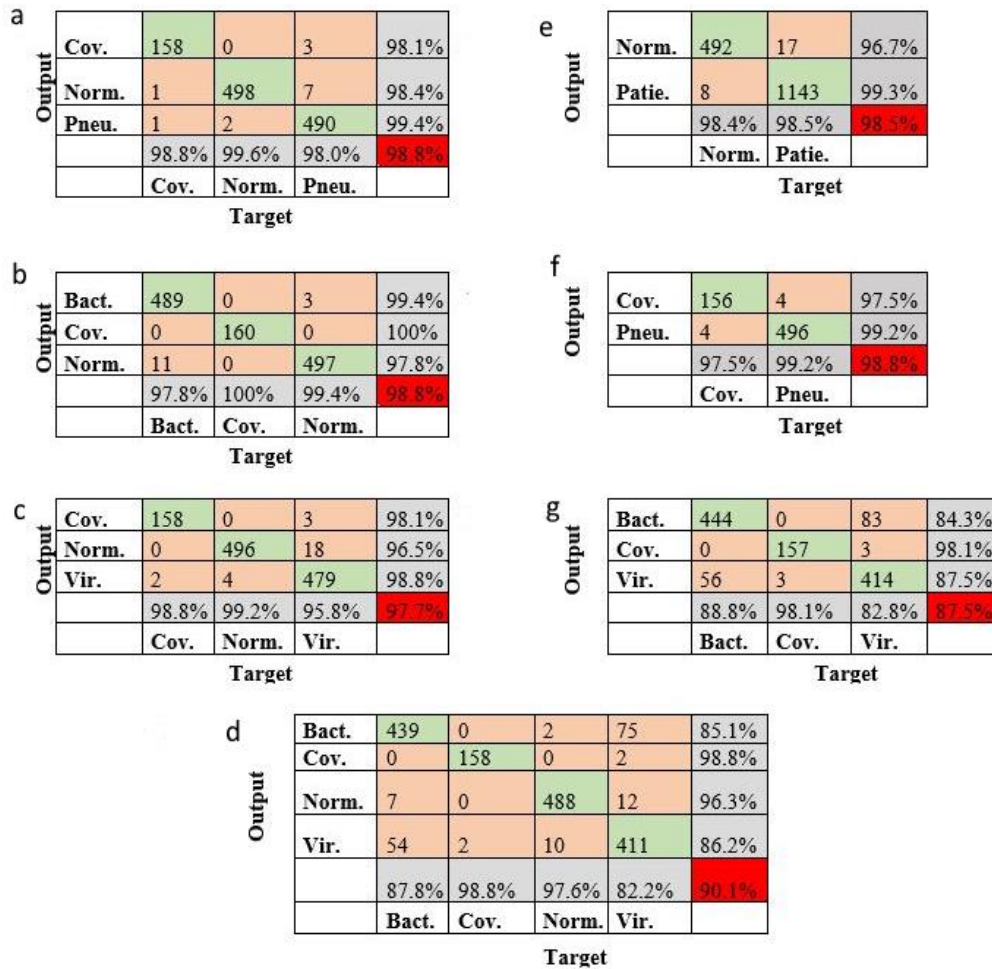 a
Output
Cov. 158 0 3 98.1%
Norm. 1 498 7 98.4%
Pneu. 1 2 490 99.4%
98.8% 99.6% 98.0% 98.8%
Cov. Norm. Pneu.
Target
b
Output
Bact. 489 0 3 99.4%
Cov. 0 160 0 100%
Norm. 11 0 497 97.8%
97.8% 100% 99.4% 98.8%
Bact. Cov. Norm.
Target
c
Output
Cov. 158 0 3 98.1%
Norm. 0 496 18 96.5%
Vir. 2 4 479 98.8%
98.8% 99.2% 95.8% 97.7%
Cov. Norm. Vir.
Target
e
Output
Norm. 492 17 96.7%
Patie. 8 1143 99.3%
98.4% 98.5% 98.5%
Norm. Patie.
Target
f
Output
Cov. 156 4 97.5%
Pneu. 4 496 99.2%
97.5% 99.2% 98.8%
Cov. Pneu.
Target
g
Output
Bact. 444 0 83 84.3%
Cov. 0 157 3 98.1%
Vir. 56 3 414 87.5%
88.8% 98.1% 82.8% 87.5%
Bact. Cov. Vir.
Target
d
Output
Bact. 439 0 2 75 85.1%
Cov. 0 158 0 2 98.8%
Norm. 7 0 488 12 96.3%
Vir. 54 2 10 411 86.2%
87.8% 98.8% 97.6% 82.2% 90.1%
Bact. Cov. Norm. Vir.
Target